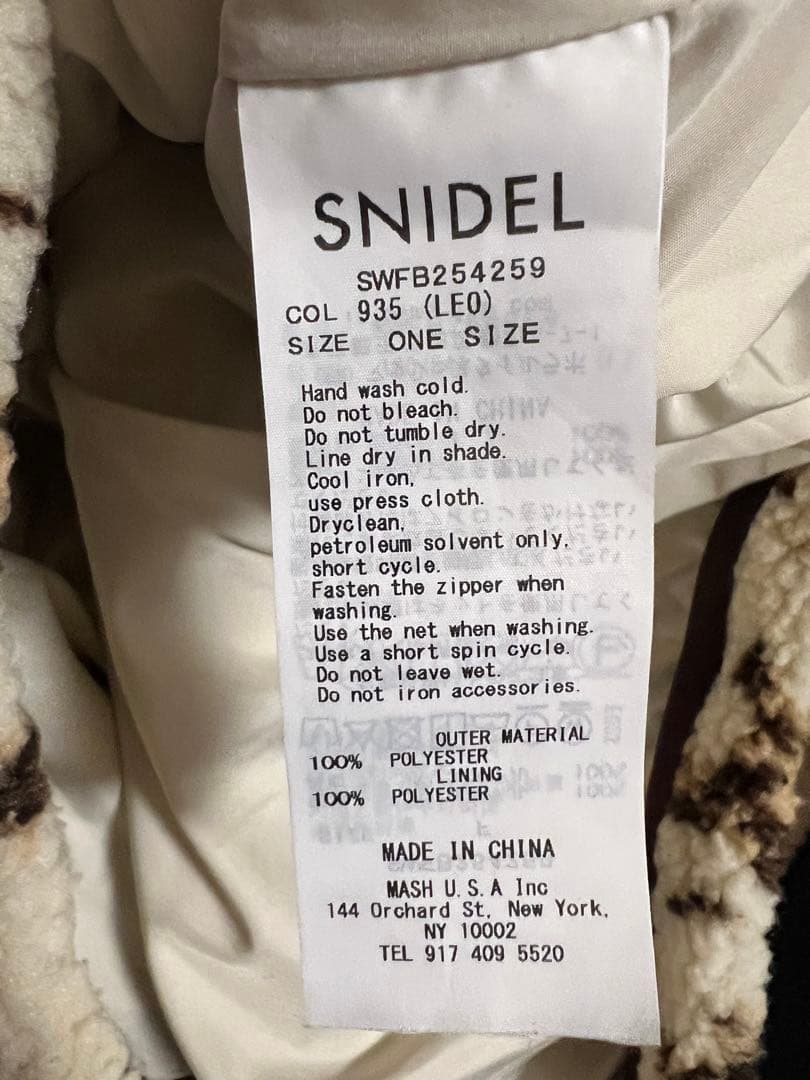 SNIDEL
SWFB254259
COL 935 (LEO)
SIZE ONE SIZE
Hand wash cold.
Do not bleach.
Do not tumble dry.
Line dry in shade.
Cool iron,
use press cloth.
Dryclean,
petroleum solvent only,
short cycle.
Fasten the zipper when
washing.
Use the net when washing.
Use a short spin cycle.
Do not leave wet.
Do not iron accessories.
OUTER MATERIAL
100% POLYESTER
LINING
100% POLYESTER
MADE IN CHINA
MASH U.S.A Inc
144 Orchard St, New York,
NY 10002
TEL 917 409 5520